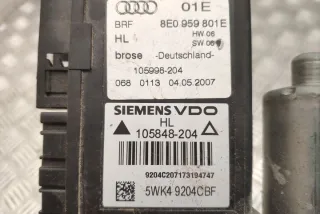 01E
BRF 8E0 959 801E
HL HW 06
SW 06
brose -Deutschland-
105996-204
068 0113 04.05.2007
SIEMENS VDO
HL
105848-204
9204C207173194747
5WK4 9204CBF